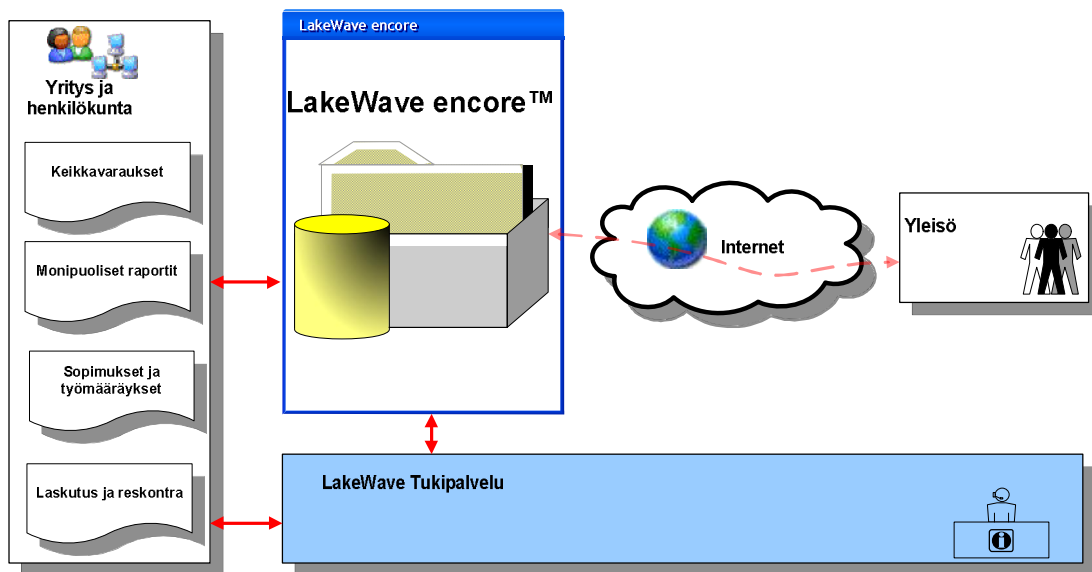 Yritys ja
henkilökunta
Keikkavaraukset
Monipuoliset raportit
Sopimukset ja
työmääräykset
Laskutus ja reskontra
LakeWave encore
LakeWave encore™
Internet
Yleisö
LakeWave Tukipalvelu